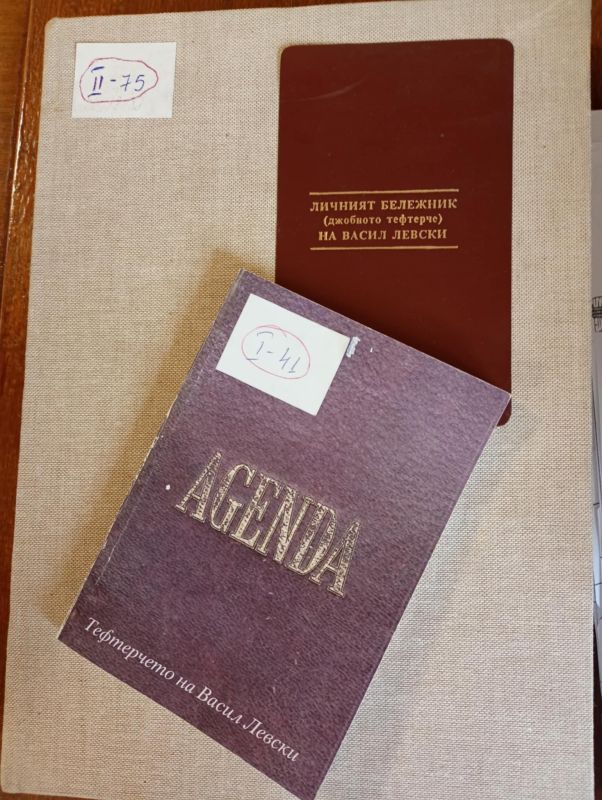 II-75
ЛИЧНИЯТ БЕЛЕЖНИК
(джобното тефтерче)
НА ВАСИЛ ЛЕВСКИ
I-41
AGENDA
Тефтерчето на Васил Левски